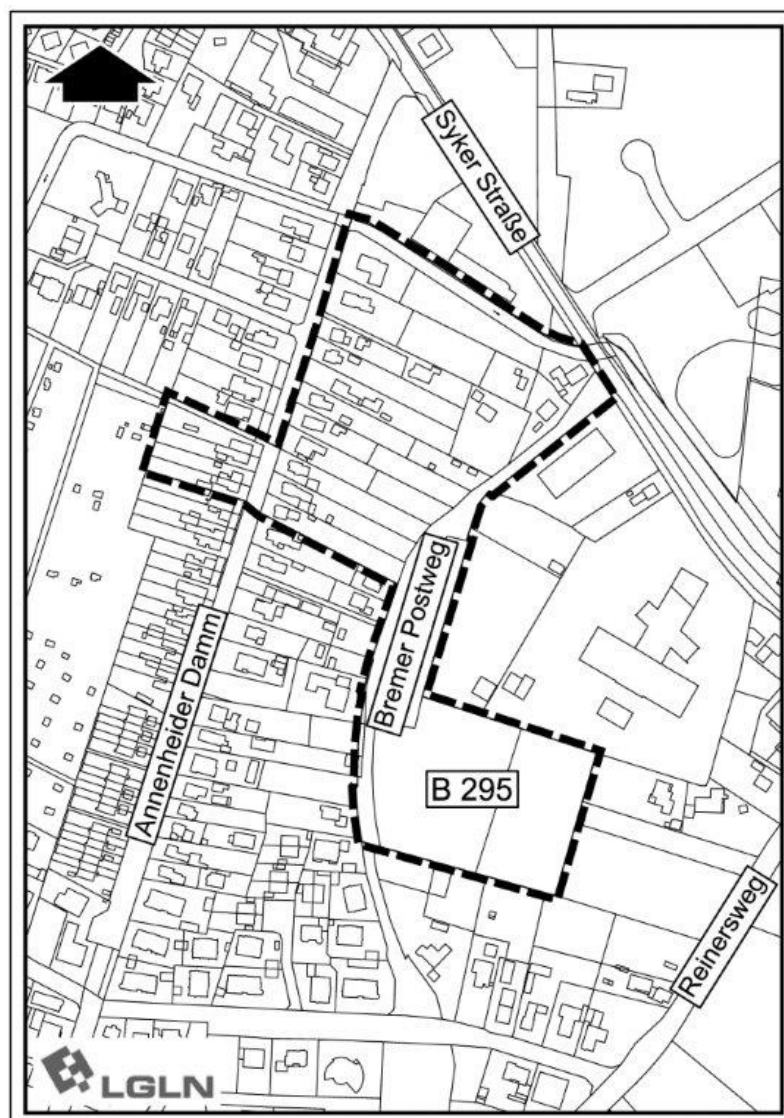 Syker Straße
Bremer Postweg
Annenheider Damm
B 295
Reinersweg
LGLN